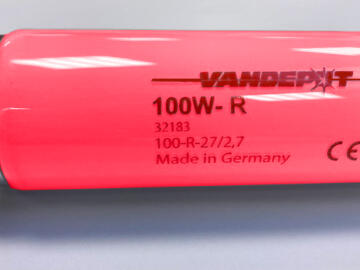 VANDEPUT
100W- R
32183
100-R-27/2,7
Made in Germany
CE